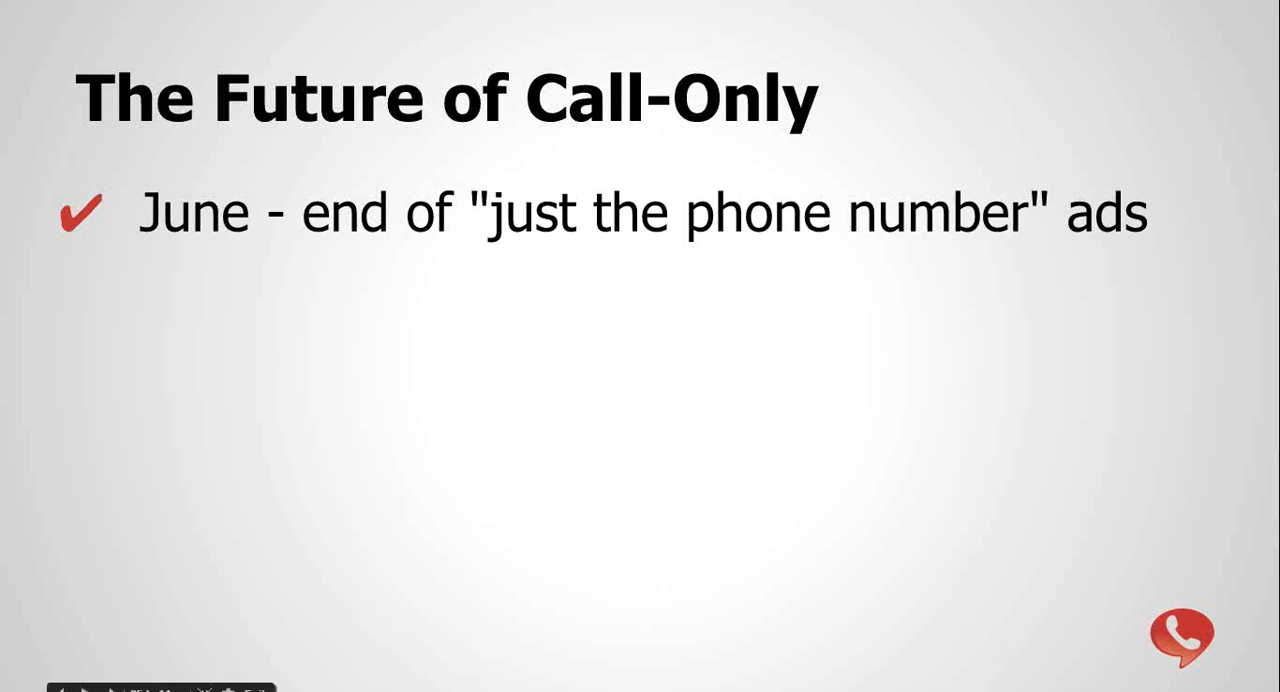 The Future of Call-Only
✔ June - end of "just the phone number" ads